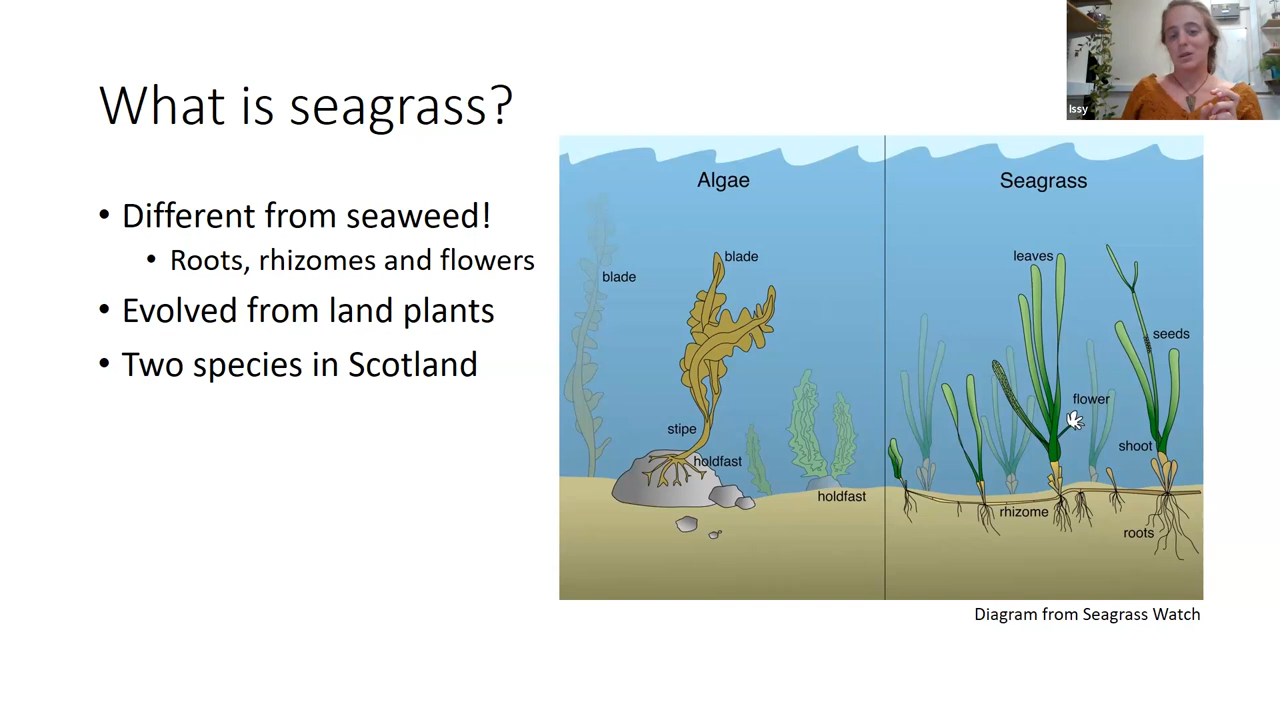 What is seagrass?
• Different from seaweed!
• Roots, rhizomes and flowers
• Evolved from land plants
• Two species in Scotland
Issy
Algae
blade
blade
stipe
holdfast
holdfast
Seagrass
leaves
seeds
flower
shoot
rhizome
roots
Diagram from Seagrass Watch